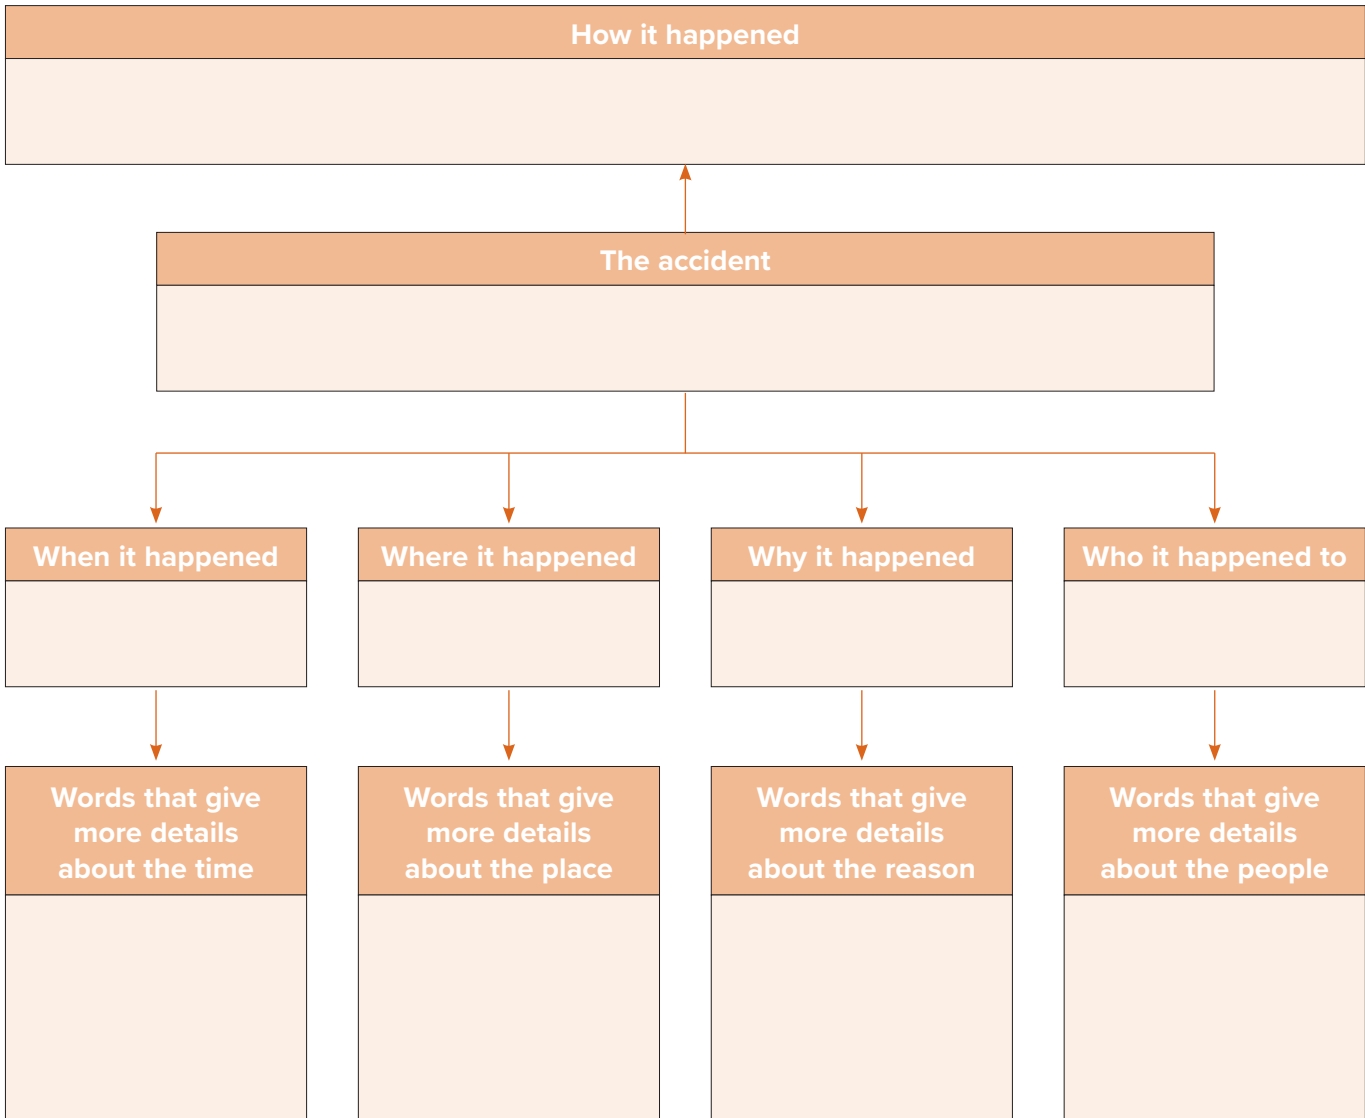 How it happened
The accident
When it happened
Where it happened
Why it happened
Who it happened to
Words that give
more details
about the time
Words that give
more details
about the place
Words that give
more details
about the reason
Words that give
more details
about the people